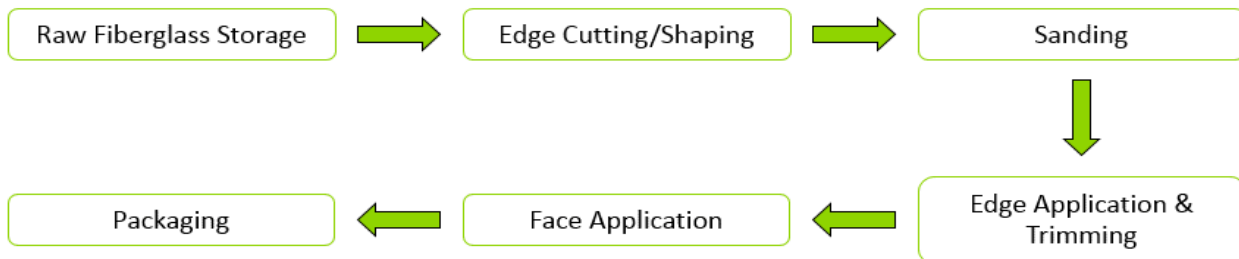 Raw Fiberglass Storage
Edge Cutting/Shaping
Sanding
Edge Application &
Trimming
Face Application
Packaging